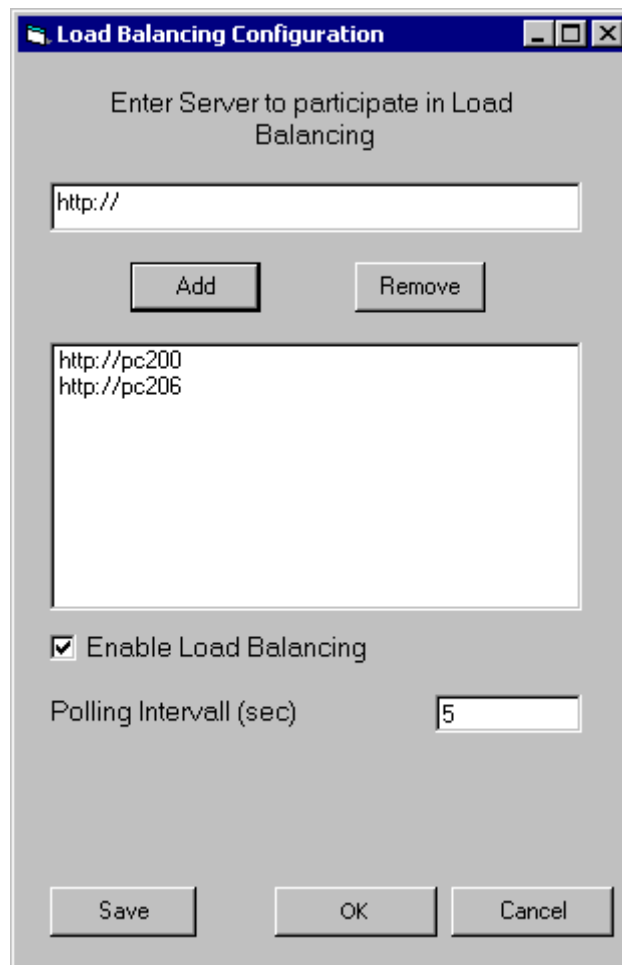 Load Balancing Configuration
Enter Server to participate in Load
Balancing
http://
Add Remove
http://pc200
http://pc206
Enable Load Balancing
Polling Intervall (sec) 5
Save OK Cancel